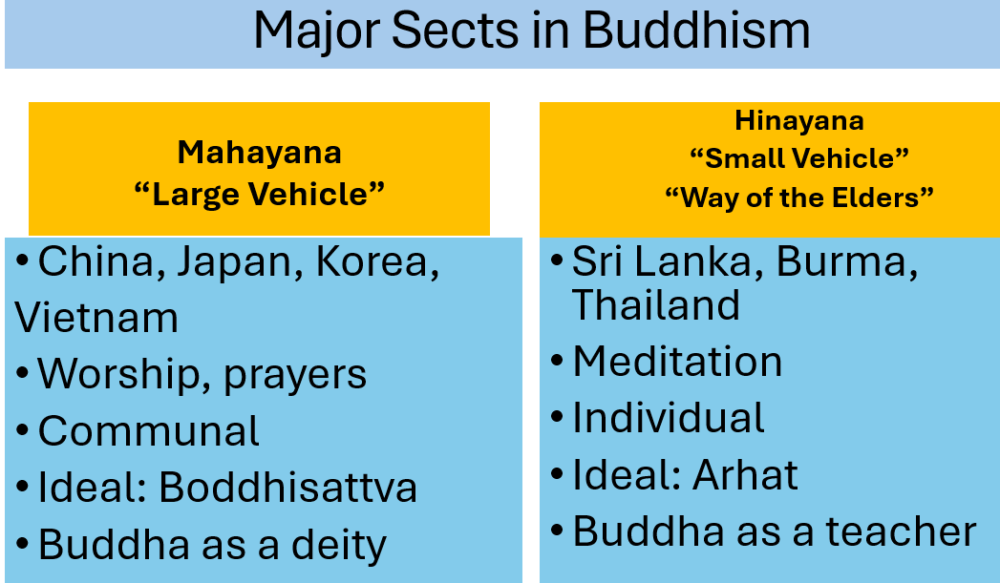 Major Sects in Buddhism
Mahayana
“Large Vehicle”
• China, Japan, Korea,
Vietnam
• Worship, prayers
• Communal
• Ideal: Boddhisattva
• Buddha as a deity
Hinayana
“Small Vehicle”
“Way of the Elders”
• Sri Lanka, Burma,
Thailand
• Meditation
• Individual
• Ideal: Arhat
• Buddha as a teacher